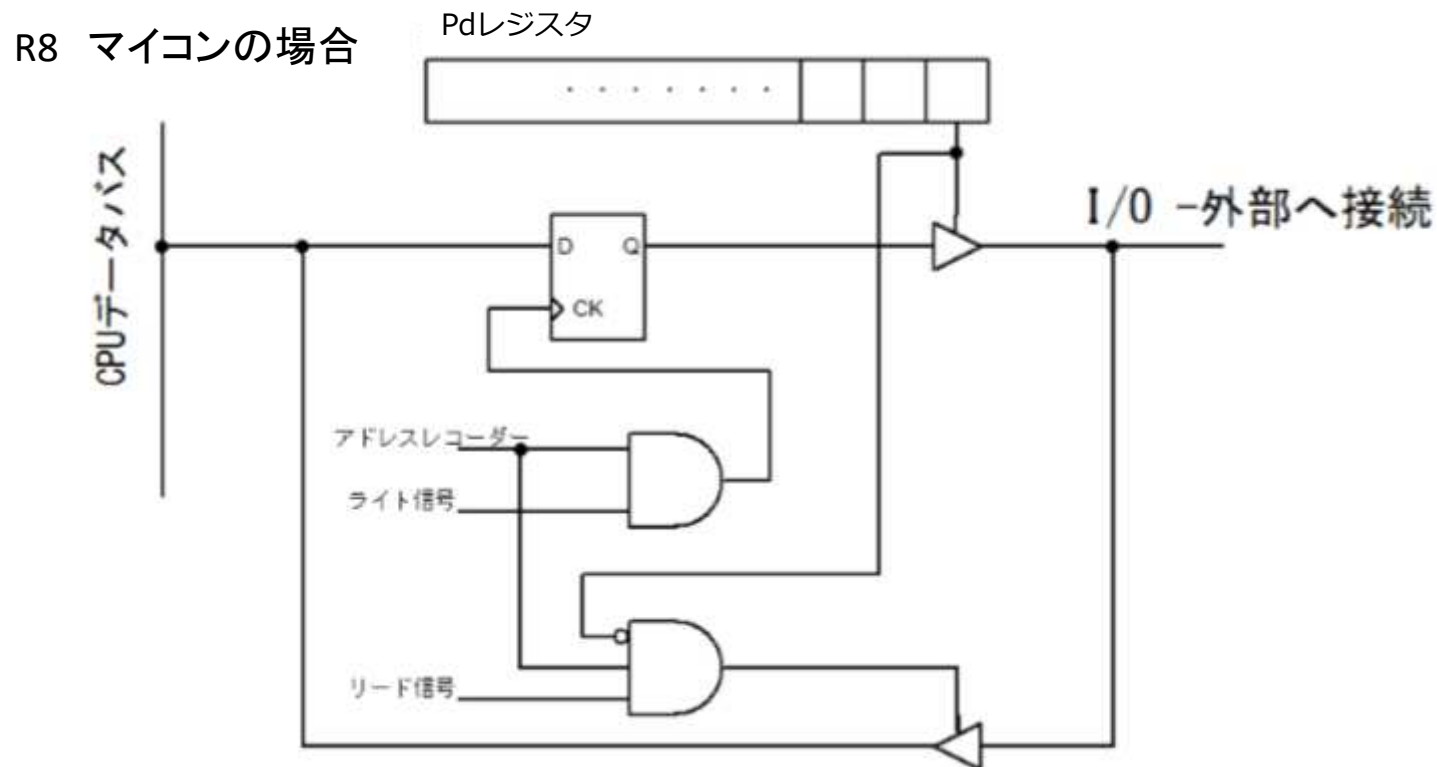 R8 マイコンの場合
Pdレジスタ
・・・・・・・
CPUデータバス
I/O -外部へ接続
D Q
CK
アドレスレコーダー
ライト信号
リード信号